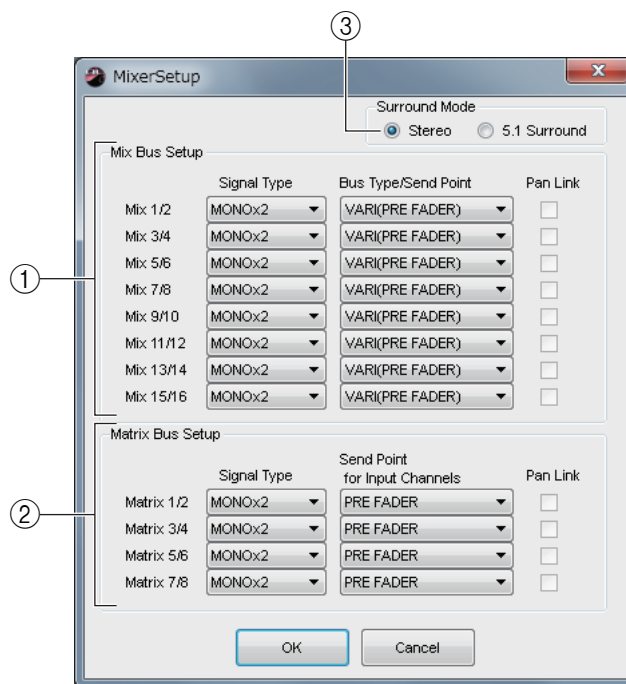 ③
MixerSetup
Surround Mode
Stereo 5.1 Surround
①
Mix Bus Setup
Signal Type Bus Type/Send Point Pan Link
Mix 1/2 MONOx2 VARI(PRE FADER)
Mix 3/4 MONOx2 VARI(PRE FADER)
Mix 5/6 MONOx2 VARI(PRE FADER)
Mix 7/8 MONOx2 VARI(PRE FADER)
Mix 9/10 MONOx2 VARI(PRE FADER)
Mix 11/12 MONOx2 VARI(PRE FADER)
Mix 13/14 MONOx2 VARI(PRE FADER)
Mix 15/16 MONOx2 VARI(PRE FADER)
②
Matrix Bus Setup
Signal Type Send Point for Input Channels Pan Link
Matrix 1/2 MONOx2 PRE FADER
Matrix 3/4 MONOx2 PRE FADER
Matrix 5/6 MONOx2 PRE FADER
Matrix 7/8 MONOx2 PRE FADER
OK Cancel